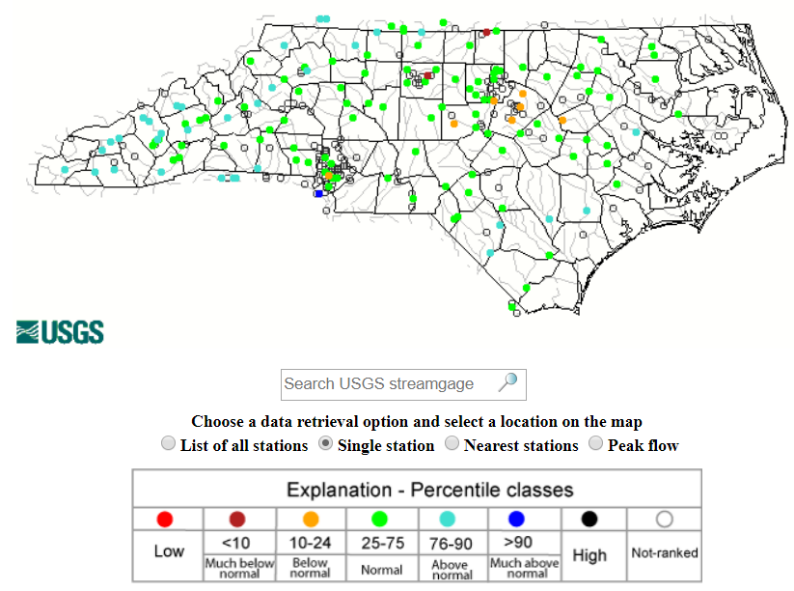 USGS
Search USGS streamgage
Choose a data retrieval option and select a location on the map
List of all stations Single station Nearest stations Peak flow
Explanation - Percentile classes
Low <10 10-24 25-75 76-90 >90 High Not-ranked
Much below normal Below normal Normal Above normal Much above normal